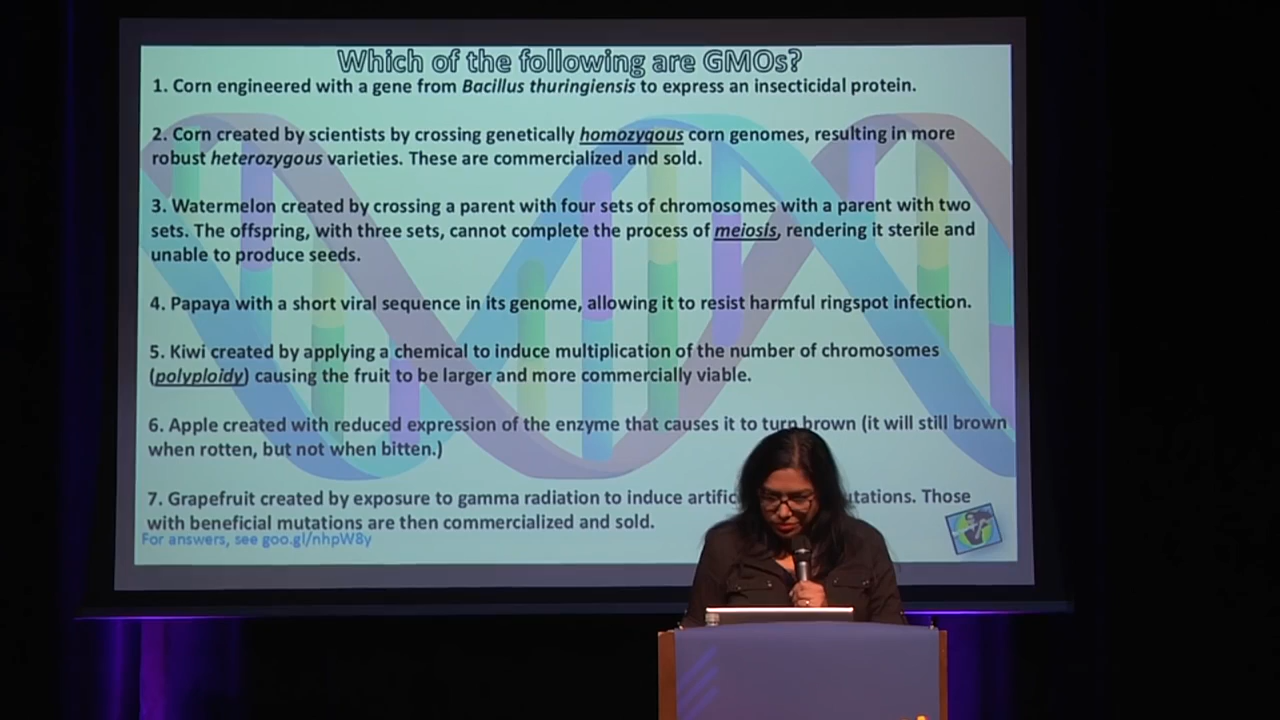 Which of the following are GMOs?
1. Corn engineered with a gene from Bacillus thuringiensis to express an insecticidal protein.
2. Corn created by scientists by crossing genetically homozygous corn genomes, resulting in more
robust heterozygous varieties. These are commercialized and sold.
3. Watermelon created by crossing a parent with four sets of chromosomes with a parent with two
sets. The offspring, with three sets, cannot complete the process of meiosis, rendering it sterile and
unable to produce seeds.
4. Papaya with a short viral sequence in its genome, allowing it to resist harmful ringspot infection.
5. Kiwi created by applying a chemical to induce multiplication of the number of chromosomes
(polyploidy) causing the fruit to be larger and more commercially viable.
6. Apple created with reduced expression of the enzyme that causes it to turn brown (it will still brown
when rotten, but not when bitten.)
7. Grapefruit created by exposure to gamma radiation to induce Those
with beneficial mutations are then commercialized and sold.
For answers, see goo.gl/nhpW8y